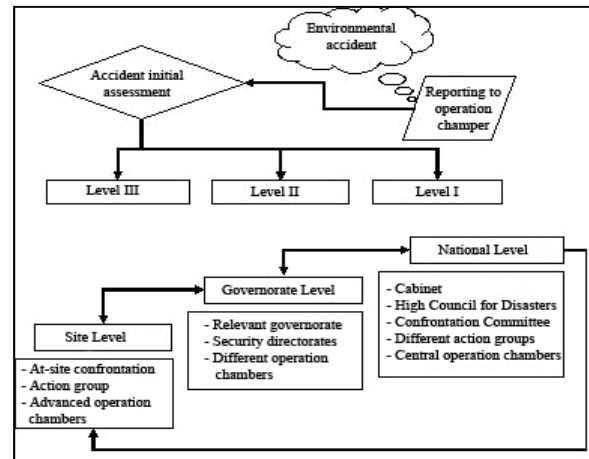 Environmental
accident
Accident initial
assessment
Reporting to
operation
champer
Level III
Level II
Level I
National Level
- Cabinet
- High Council for Disasters
- Confrontation Committee
- Different action groups
- Central operation chambers
Governorate Level
- Relevant governorate
- Security directorates
- Different operation
chambers
Site Level
- At-site confrontation
- Action group
- Advanced operation
chambers